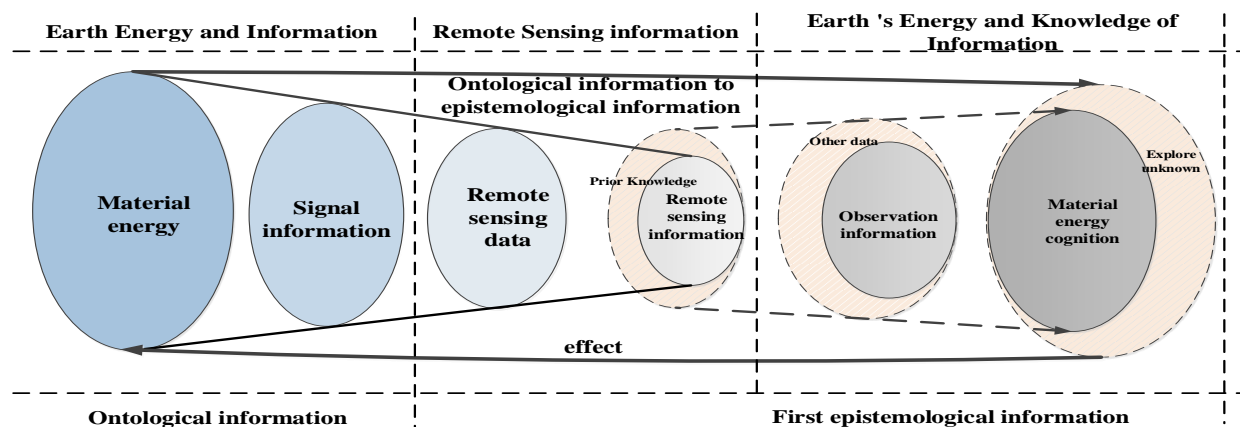 Earth Energy and Information
Remote Sensing information
Earth 's Energy and Knowledge of
Information
Ontological information to
epistemological information
Material
energy
Signal
information
Remote
sensing
data
Prior Knowledge
Remote
sensing
information
Other data
Observation
information
Material
energy
cognition
Explore
unknown
effect
Ontological information
First epistemological information